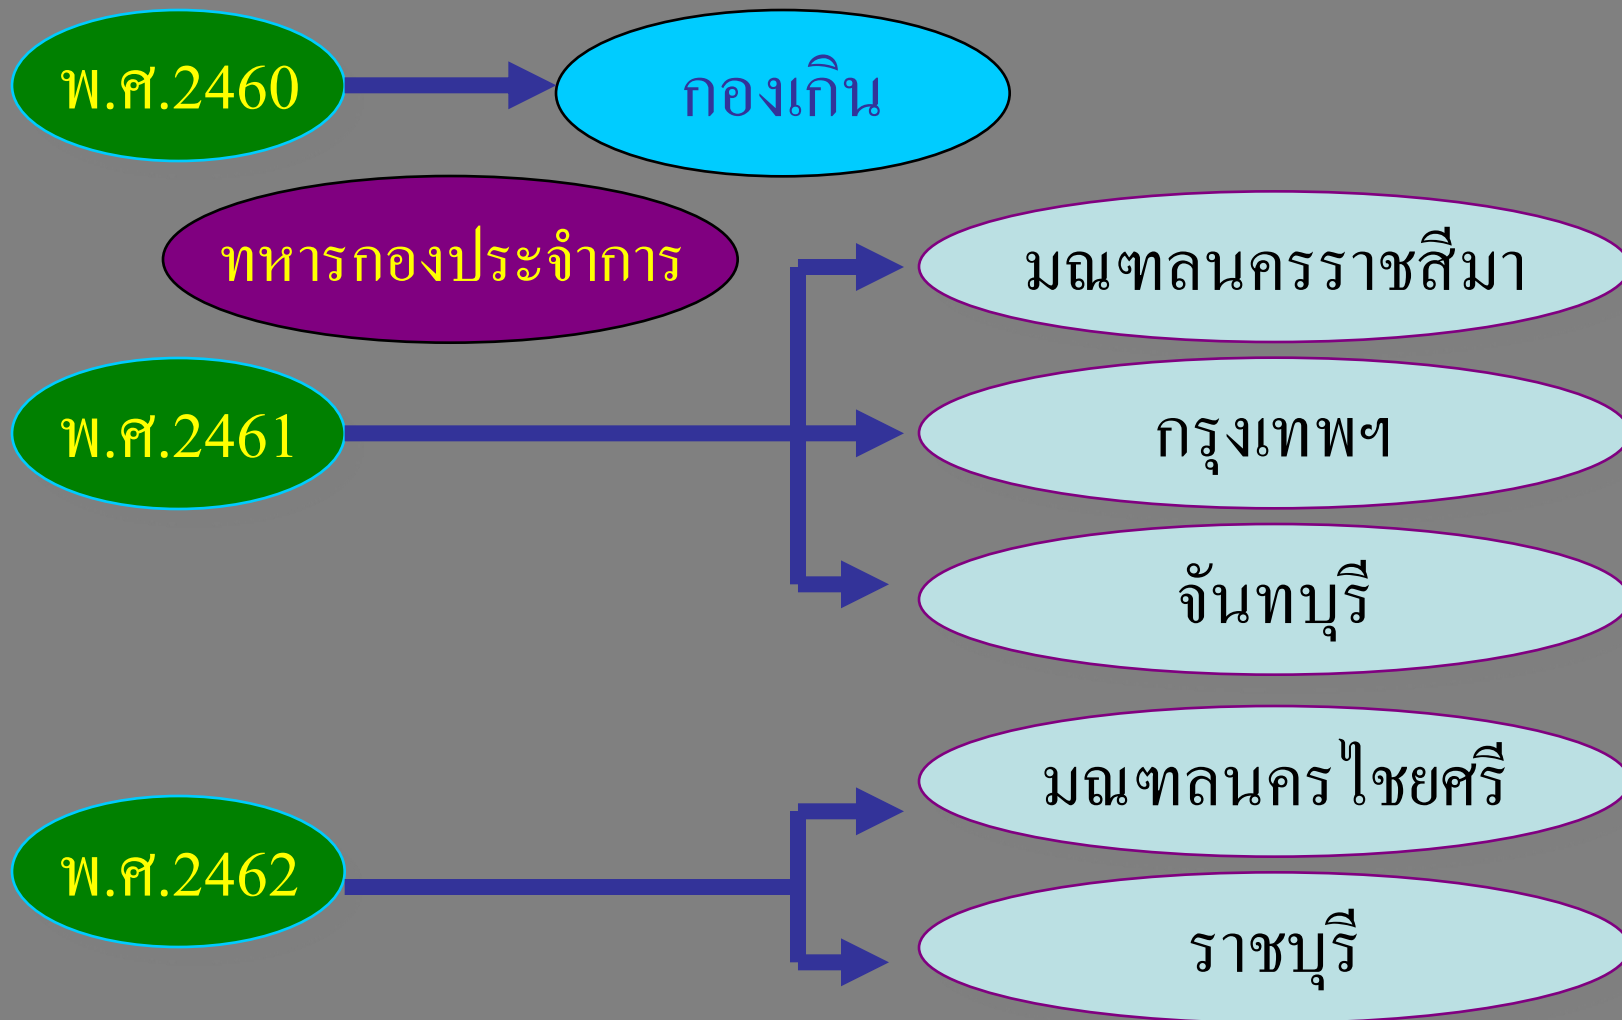 พ.ศ.2460
กองเกิน
ทหารกองประจำการ
มณฑลนครราชสีมา
พ.ศ.2461
กรุงเทพฯ
จันทบุรี
มณฑลนครไชยศรี
พ.ศ.2462
ราชบุรี